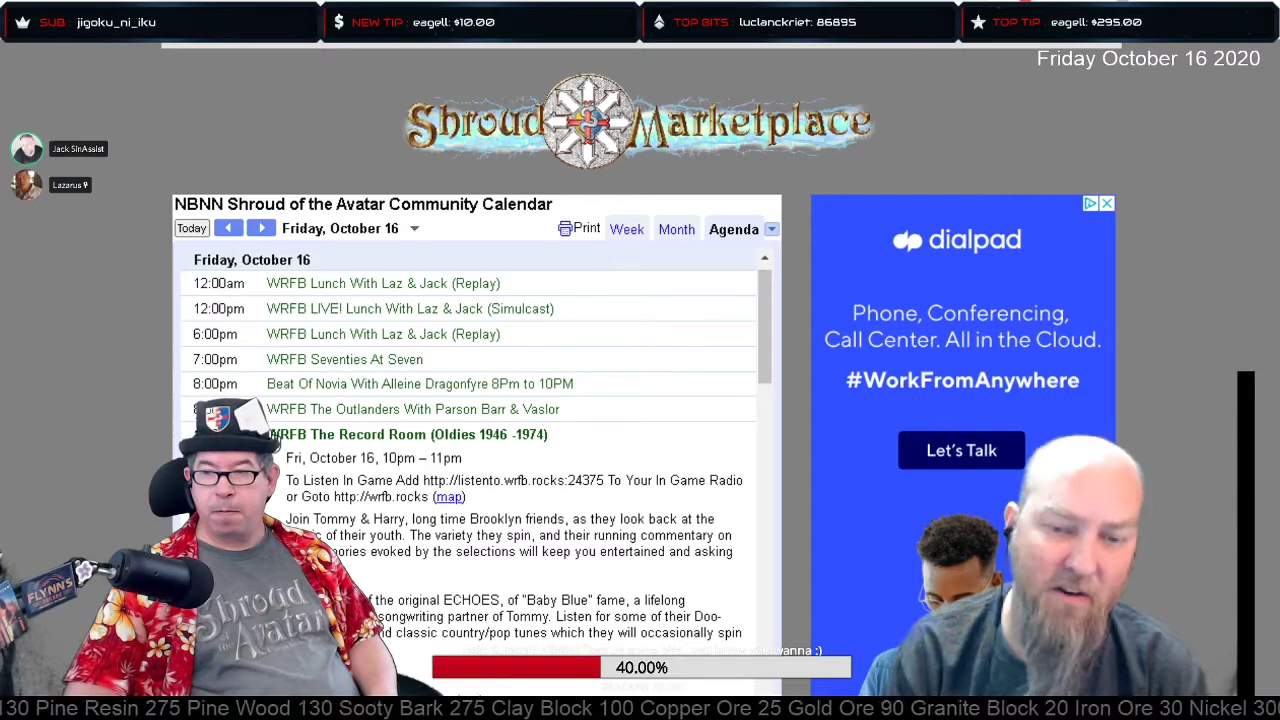 SUB : jigoku_ni_iku
NEW TIP : eagell: $10.00
TOP BITS : luclanckriet: 86895
TOP TIP : eagell: $295.00
Friday October 16 2020
Shroud Marketplace
Jack SinAssist
Lazarus
NBNN Shroud of the Avatar Community Calendar
Today Friday, October 16 Print Week Month Agenda
Friday, October 16
12:00am WRFB Lunch With Laz & Jack (Replay)
12:00pm WRFB LIVE! Lunch With Laz & Jack (Simulcast)
6:00pm WRFB Lunch With Laz & Jack (Replay)
7:00pm WRFB Seventies At Seven
8:00pm Beat Of Novia With Alleine Dragonfyre 8Pm to 10PM
WRFB The Outlanders With Parson Barr & Vaslor
WRFB The Record Room (Oldies 1946 -1974)
Fri, October 16, 10pm – 11pm
To Listen In Game Add http://listento.wrfb.rocks:24375 To Your In Game Radio
or Goto http://wrfb.rocks (map)
Join Tommy & Harry, long time Brooklyn friends, as they look back at the
of their youth. The variety they spin, and their running commentary on
evoked by the selections will keep you entertained and asking
of the original ECHOES, of "Baby Blue" fame, a lifelong
songwriting partner of Tommy. Listen for some of their Doo-
classic country/pop tunes which they will occasionally spin
dialpad
Phone, Conferencing,
Call Center. All in the Cloud.
#WorkFromAnywhere
Let's Talk
FLYNN'S
Shroud
of the
Avatar
wanna :)
40.00%
130 Pine Resin 275 Pine Wood 130 Sooty Bark 275 Clay Block 100 Copper Ore 25 Gold Ore 90 Granite Block 20 Iron Ore 30 Nickel 30